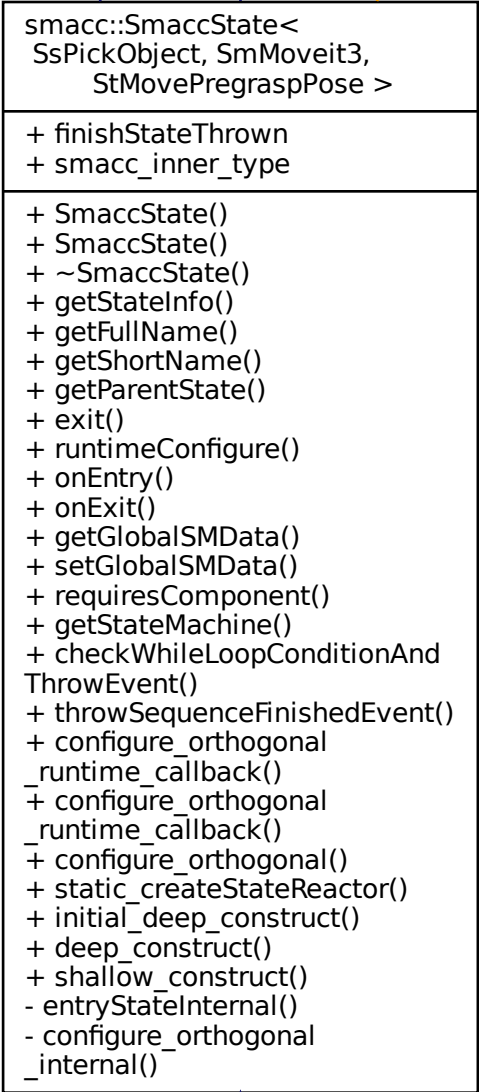 smacc::SmaccState<
SsPickObject, SmMoveit3,
StMovePregraspPose >
+ finishStateThrown
+ smacc_inner_type
+ SmaccState()
+ SmaccState()
+ ~SmaccState()
+ getStateInfo()
+ getFullName()
+ getShortName()
+ getParentState()
+ exit()
+ runtimeConfigure()
+ onEntry()
+ onExit()
+ getGlobalSMData()
+ setGlobalSMData()
+ requiresComponent()
+ getStateMachine()
+ checkWhileLoopConditionAnd
ThrowEvent()
+ throwSequenceFinishedEvent()
+ configure_orthogonal
_runtime_callback()
+ configure_orthogonal
_runtime_callback()
+ configure_orthogonal()
+ static_createStateReactor()
+ initial_deep_construct()
+ deep_construct()
+ shallow_construct()
- entryStateInternal()
- configure_orthogonal
_internal()